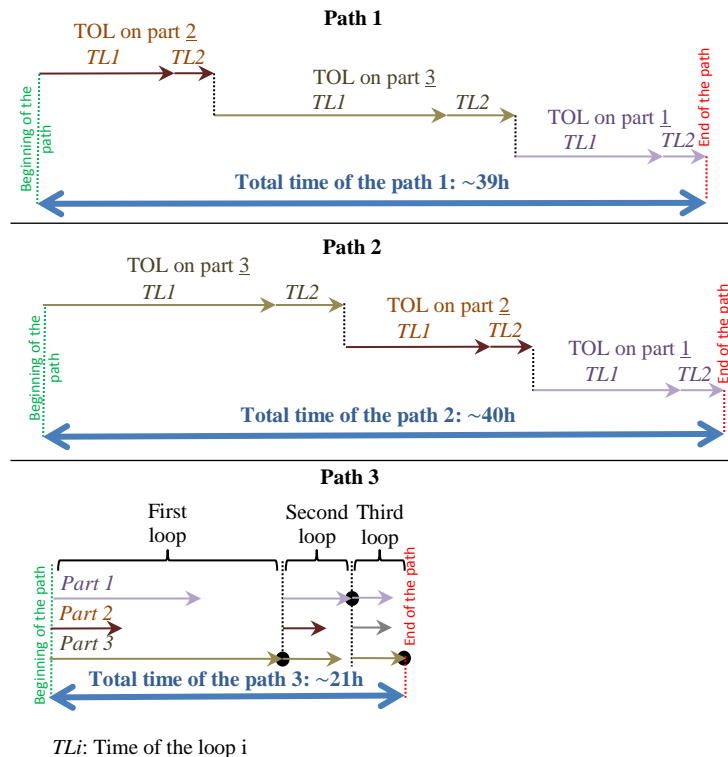 Path 1
TOL on part 2
TL1 TL2
TOL on part 3
TL1 TL2
TOL on part 1
TL1 TL2
Beginning of the
path
End of the path
Total time of the path 1: ~39h
Path 2
TOL on part 3
TL1 TL2
TOL on part 2
TL1 TL2
TOL on part 1
TL1 TL2
Beginning of the
path
End of the path
Total time of the path 2: ~40h
Path 3
First
loop
Second
loop
Third
loop
Part 1
Part 2
Part 3
Beginning of the path
End of the path
Total time of the path 3: ~21h
TLi: Time of the loop i